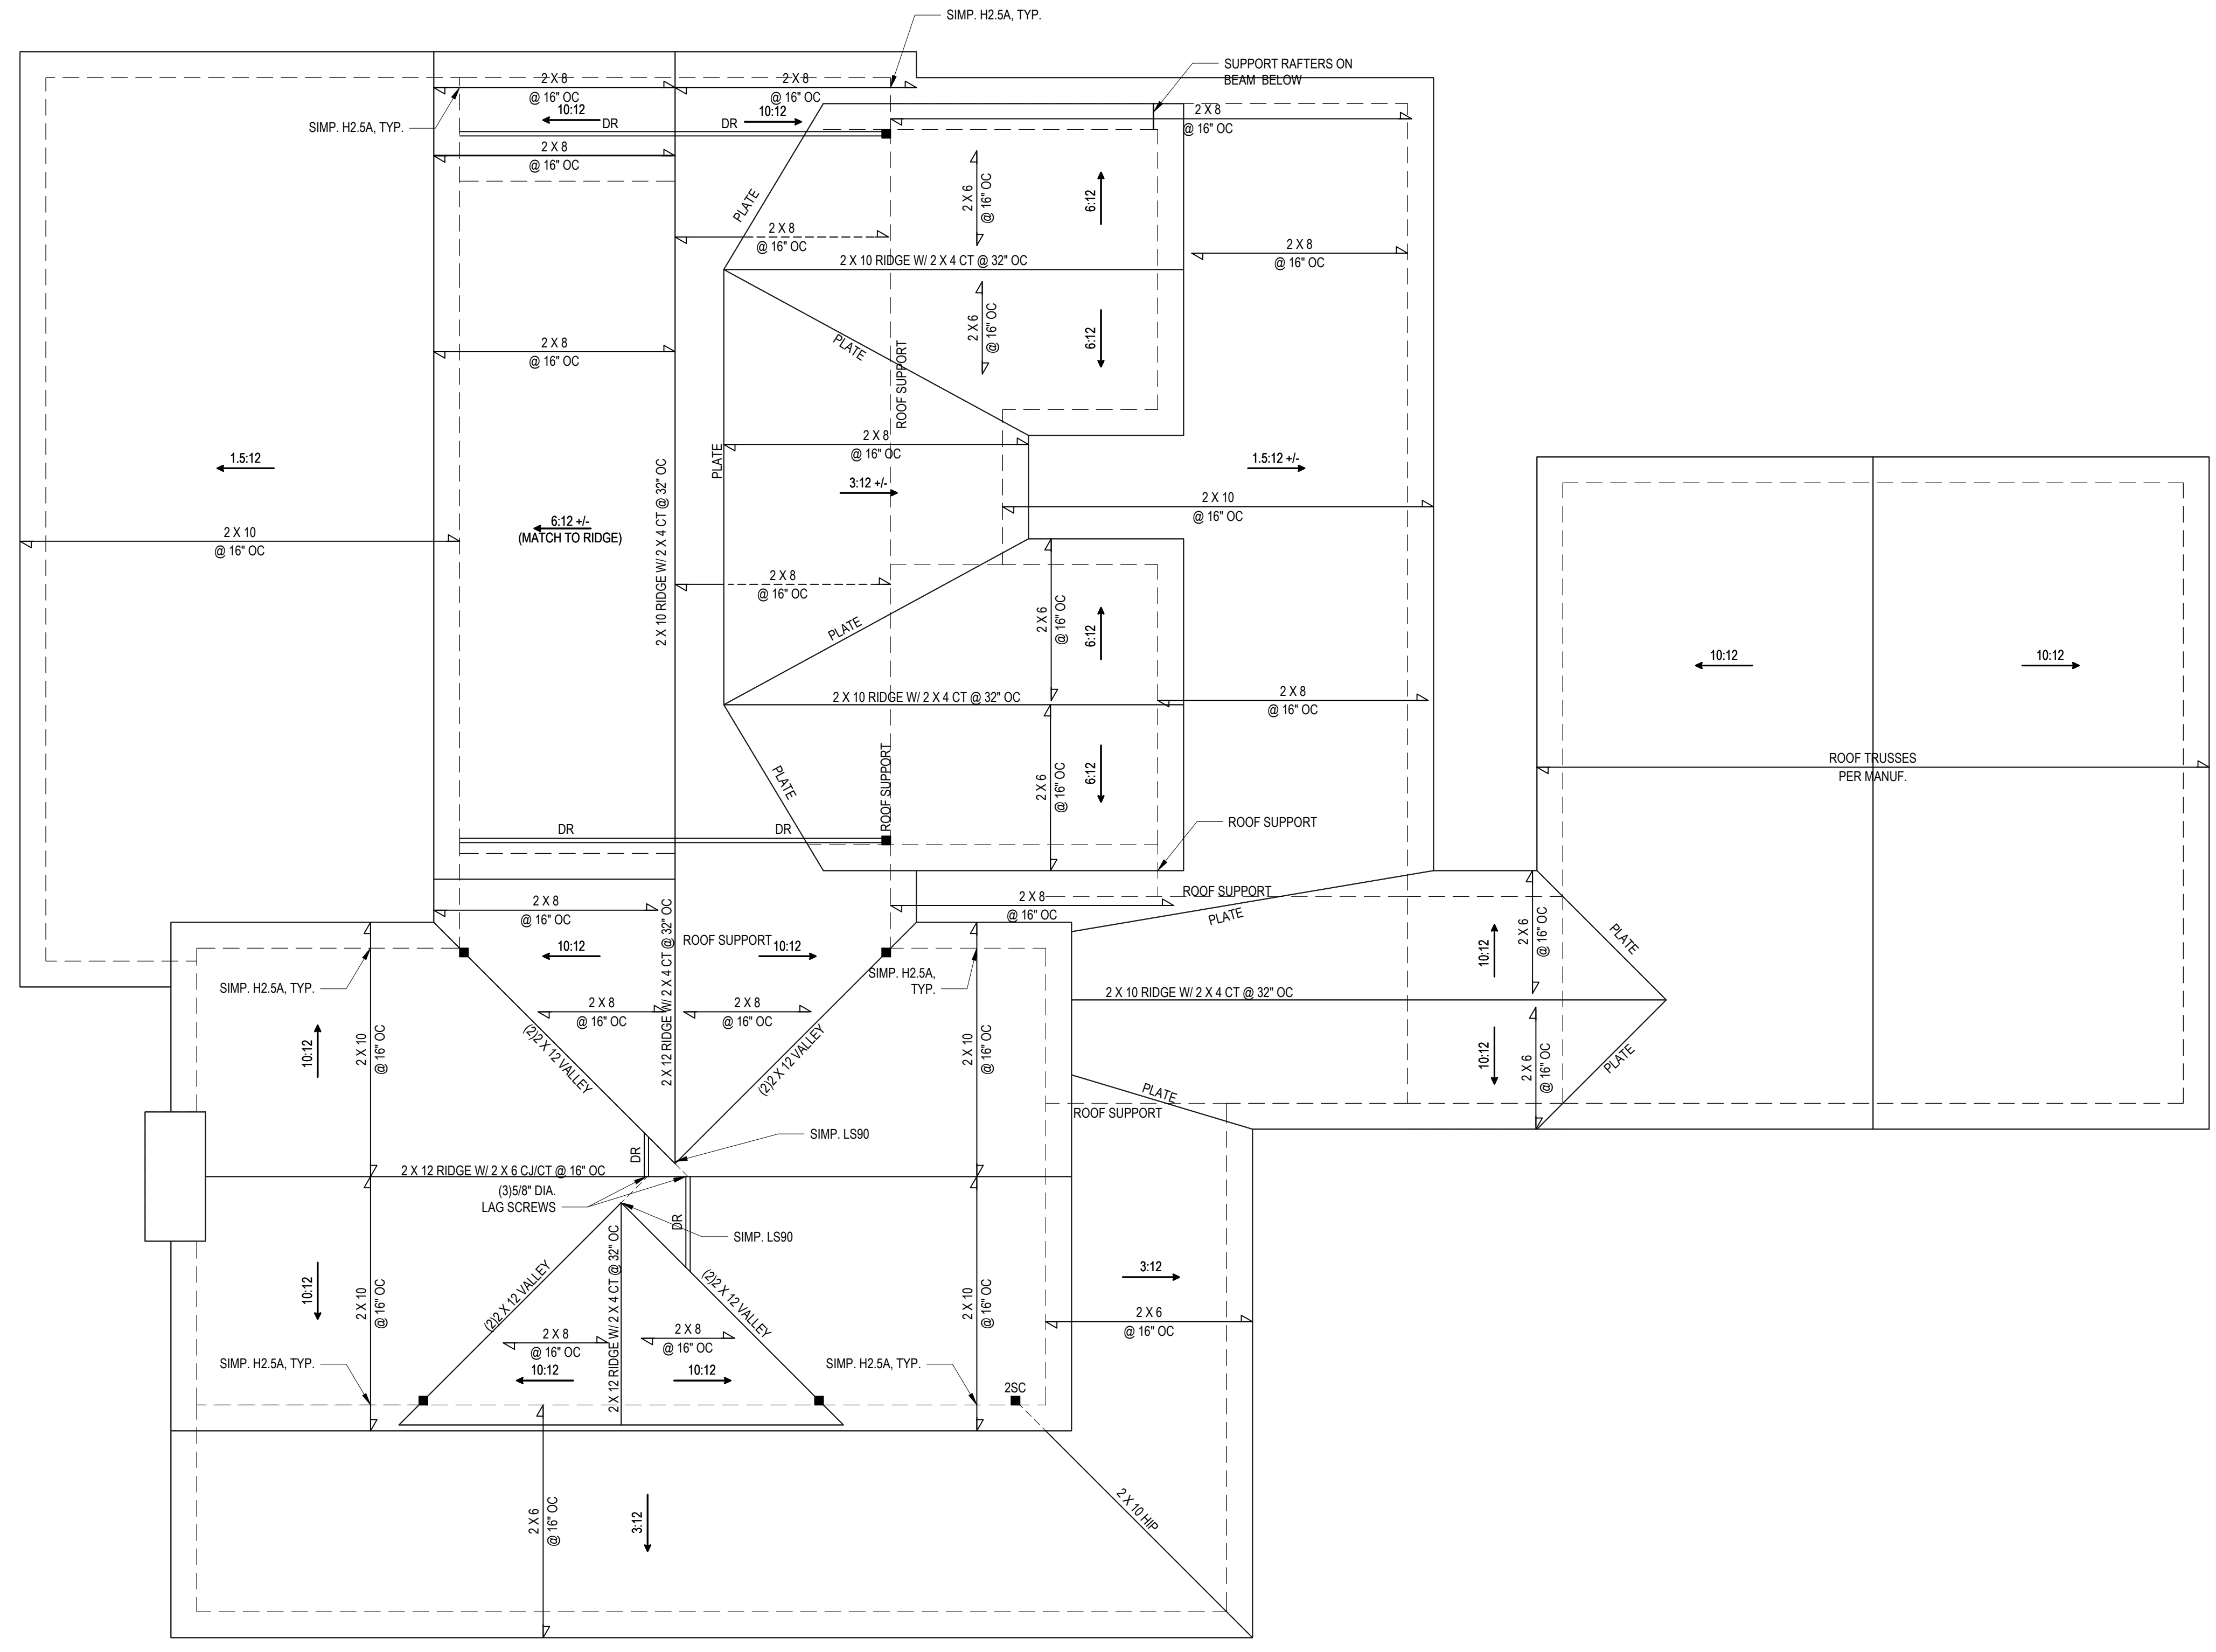 SIMP. H2.5A, TYP.
SUPPORT RAFTERS ON
BEAM BELOW
2 X 8
@ 16" OC
2 X 8
@ 16" OC
10:12
10:12
DR
DR
SIMP. H2.5A, TYP.
2 X 8
@ 16" OC
2 X 8
@ 16" OC
2 X 6
@ 16" OC
6:12
PLATE
2 X 8
@ 16" OC
2 X 8
@ 16" OC
2 X 10 RIDGE W/ 2 X 4 CT @ 32" OC
2 X 6
@ 16" OC
6:12
2 X 8
@ 16" OC
PLATE
ROOF SUPPORT
2 X 8
@ 16" OC
PLATE
1.5:12
3:12 +/-
1.5:12 +/-
2 X 10
@ 16" OC
6:12 +/-
(MATCH TO RIDGE)
2 X 10 RIDGE W/ 2 X 4 CT @ 32" OC
2 X 10
@ 16" OC
2 X 8
@ 16" OC
PLATE
2 X 6
@ 16" OC
6:12
10:12
10:12
2 X 10 RIDGE W/ 2 X 4 CT @ 32" OC
2 X 8
@ 16" OC
ROOF TRUSSES
PER MANUF.
PLATE
ROOF SUPPORT
2 X 6
@ 16" OC
6:12
DR
DR
ROOF SUPPORT
2 X 8
@ 16" OC
2 X 8
@ 16" OC
ROOF SUPPORT
PLATE
2 X 12 RIDGE W/ 2 X 4 CT @ 32" OC
ROOF SUPPORT
10:12
10:12
SIMP. H2.5A,
TYP.
10:12
2 X 6
@ 16" OC
PLATE
SIMP. H2.5A, TYP.
2 X 10 RIDGE W/ 2 X 4 CT @ 32" OC
2 X 8
@ 16" OC
2 X 8
@ 16" OC
10:12
2 X 10
@ 16" OC
(2)2 X 12 VALLEY
(2)2 X 12 VALLEY
2 X 10
@ 16" OC
10:12
2 X 6
@ 16" OC
PLATE
PLATE
ROOF SUPPORT
SIMP. LS90
DR
2 X 12 RIDGE W/ 2 X 6 CJ/CT @ 16" OC
(3)5/8" DIA.
LAG SCREWS
DR
SIMP. LS90
10:12
2 X 10
@ 16" OC
(2)2 X 12 VALLEY
2 X 12 RIDGE W/ 2 X 4 CT @ 32" OC
(2)2 X 12 VALLEY
2 X 10
@ 16" OC
3:12
2 X 6
@ 16" OC
2 X 8
@ 16" OC
2 X 8
@ 16" OC
10:12
10:12
SIMP. H2.5A, TYP.
SIMP. H2.5A, TYP.
2SC
2 X 6
@ 16" OC
3:12
2 X 10 HIP